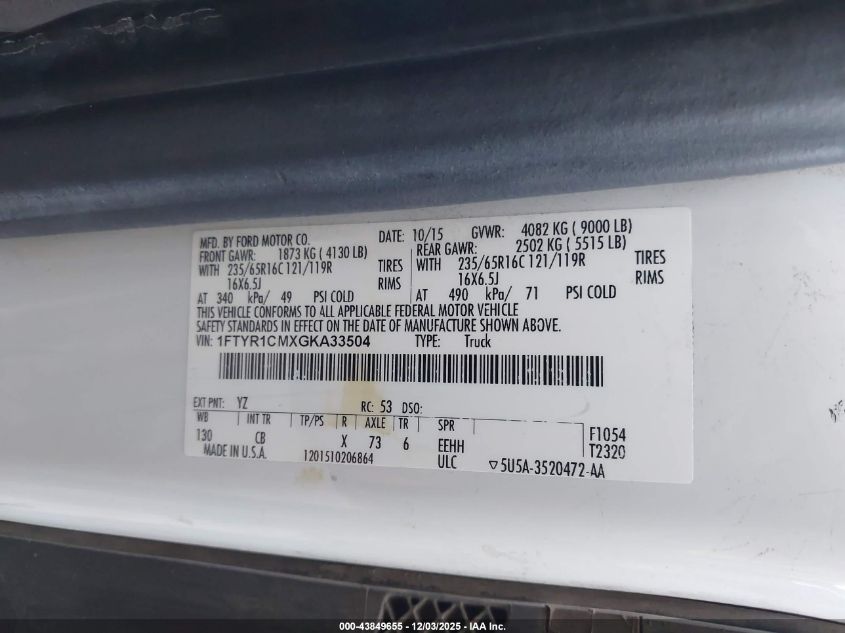 MFD. BY FORD MOTOR CO. DATE: 10/15 GVWR: 4082 KG ( 9000 LB)
FRONT GAWR: 1873 KG ( 4130 LB) REAR GAWR: 2502 KG ( 5515 LB)
WITH 235/65R16C 121/119R TIRES WITH 235/65R16C 121/119R TIRES
16X6.5J RIMS 16X6.5J RIMS
AT 340 kPa/ 49 PSI COLD AT 490 kPa/ 71 PSI COLD
THIS VEHICLE CONFORMS TO ALL APPLICABLE FEDERAL MOTOR VEHICLE
SAFETY STANDARDS IN EFFECT ON THE DATE OF MANUFACTURE SHOWN ABOVE.
VIN: 1FTYR1CMXGKA33504 TYPE: Truck
EXT PNT: YZ RC: 53 DSO:
WB INT TR TP/PS R AXLE TR SPR
130 CB X 73 6 EEHH F1054
MADE IN U.S.A. 1201510206864 ULC T2320
▽5U5A-3520472-AA
000-43849655 - 12/03/2025 - IAA Inc.